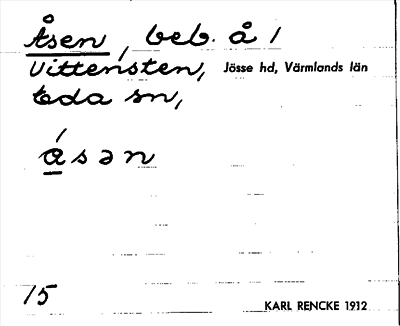 Åsen, beb. å /
Vittensten, Jösse hd, Värmlands län
Eda sn,
ásən
15
KARL RENCKE 1912